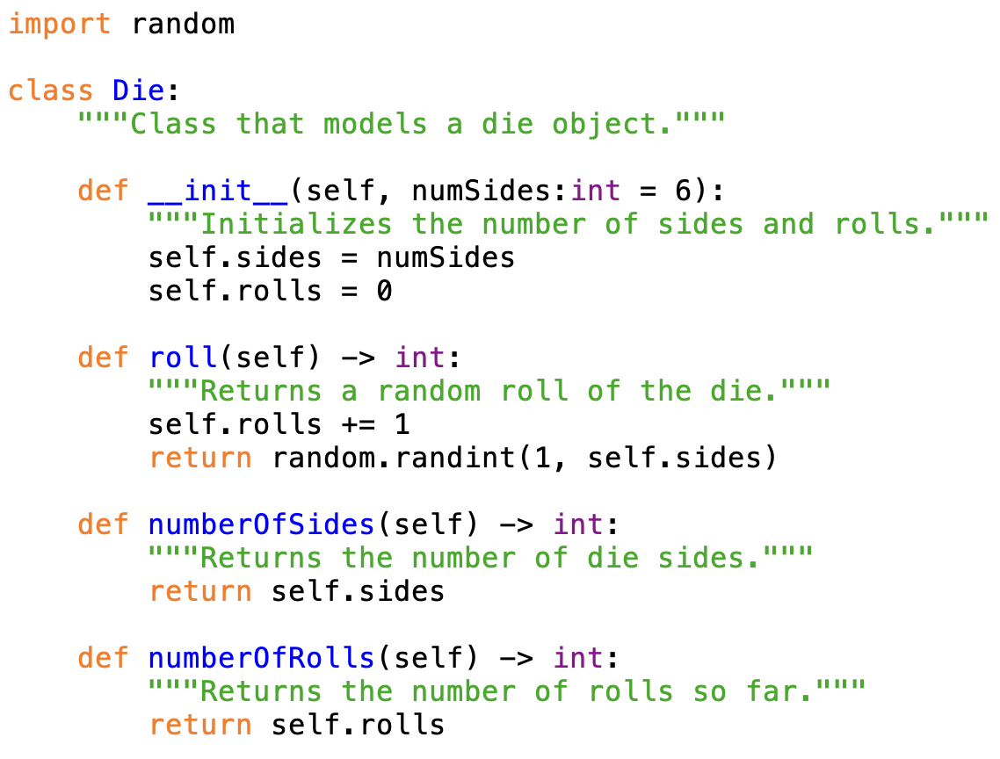 import random
class Die:
    """Class that models a die object."""
    def __init__(self, numSides:int = 6):
        """Initializes the number of sides and rolls."""
        self.sides = numSides
        self.rolls = 0
    def roll(self) -> int:
        """Returns a random roll of the die."""
        self.rolls += 1
        return random.randint(1, self.sides)
    def numberOfSides(self) -> int:
        """Returns the number of die sides."""
        return self.sides
    def numberOfRolls(self) -> int:
        """Returns the number of rolls so far."""
        return self.rolls